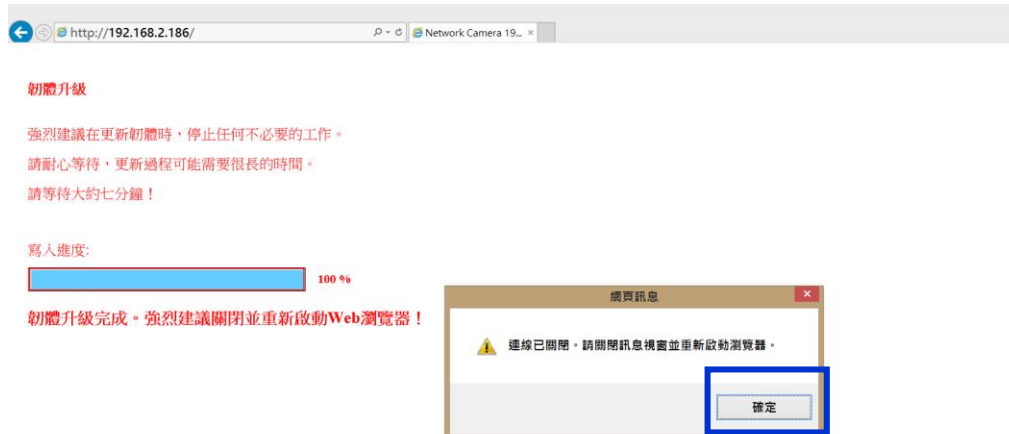 http://192.168.2.186/
Network Camera 19...
韌體升級
強烈建議在更新韌體時，停止任何不必要的工作。
請耐心等待，更新過程可能需要很長的時間。
請等待大約七分鐘！
寫入進度:
100 %
韌體升級完成。強烈建議關閉並重新啟動Web瀏覽器！
網頁訊息
連線已關閉。請關閉訊息視窗並重新啟動瀏覽器。
確定